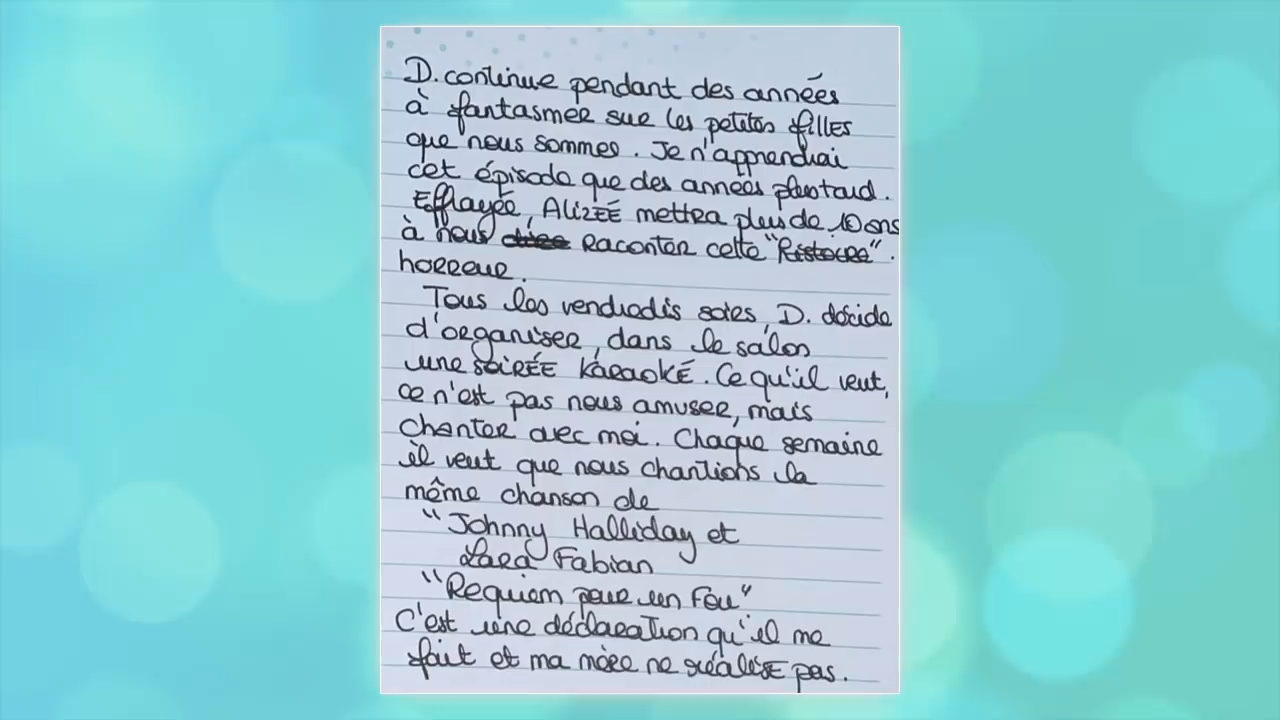 D. continue pendant des années
à fantasmer sur les petites filles
que nous sommes. Je n'apprendrai
cet épisode que des années plus tard.
Effrayée, ALIZÉE mettra plus de 10 ans
à nous dire raconter cette "histoire".
horreur.
Tous les vendredis soirs, D. décide
d'organiser, dans le salon
une soirée karaoké. Ce qu'il veut,
ce n'est pas nous amuser, mais
chanter avec moi. Chaque semaine
il veut que nous chantions la
même chanson de
"Johnny Halliday et
Lara Fabian
"Requiem pour un Fou"
C'est une déclaration qu'il me
fait et ma mère ne réalise pas.